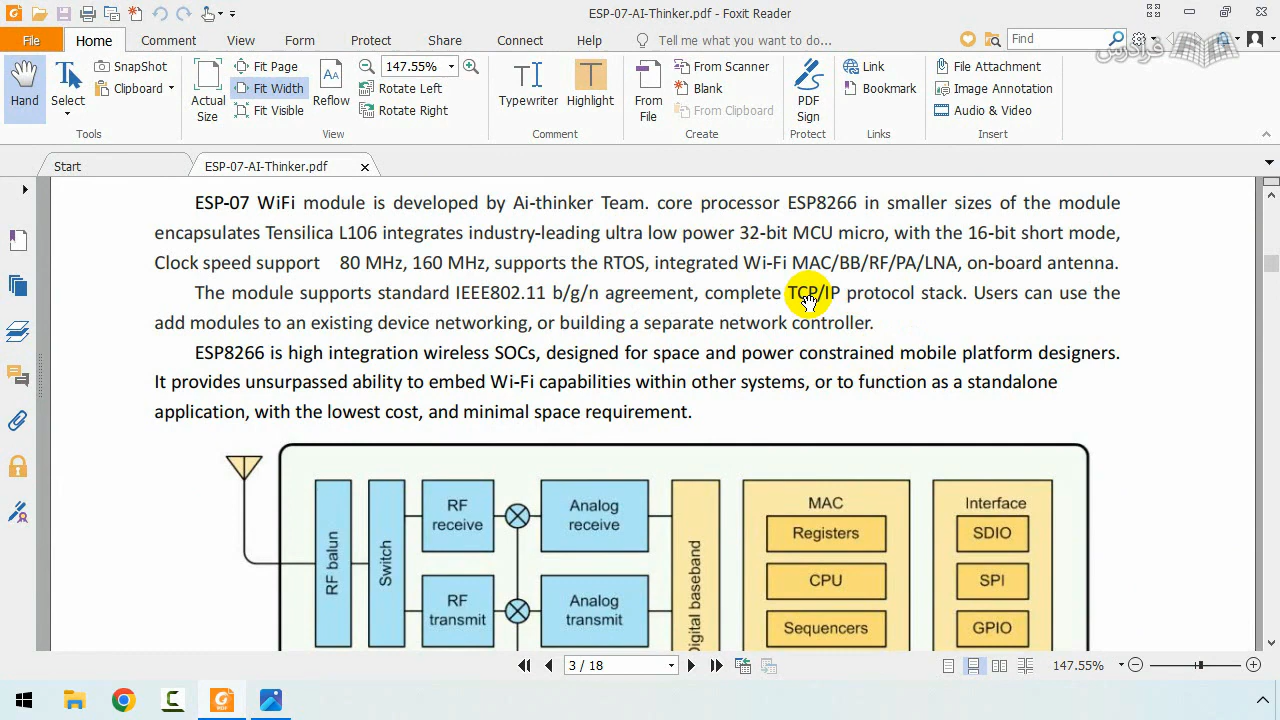 ESP-07-AI-Thinker.pdf - Foxit Reader
File
Home
Comment
View
Form
Protect
Share
Connect
Help
Tell me what you want to do...
Find
فرادرس
Hand
Select
SnapShot
Clipboard
Tools
Actual Size
Fit Page
Fit Width
Fit Visible
Reflow
147.55%
Rotate Left
Rotate Right
View
Typewriter
Highlight
Comment
From File
From Scanner
Blank
From Clipboard
Create
PDF Sign
Protect
Link
Bookmark
Links
File Attachment
Image Annotation
Audio & Video
Insert
Start
ESP-07-AI-Thinker.pdf
ESP-07 WiFi module is developed by Ai-thinker Team. core processor ESP8266 in smaller sizes of the module
encapsulates Tensilica L106 integrates industry-leading ultra low power 32-bit MCU micro, with the 16-bit short mode,
Clock speed support 80 MHz, 160 MHz, supports the RTOS, integrated Wi-Fi MAC/BB/RF/PA/LNA, on-board antenna.
The module supports standard IEEE802.11 b/g/n agreement, complete TCP/IP protocol stack. Users can use the
add modules to an existing device networking, or building a separate network controller.
ESP8266 is high integration wireless SOCs, designed for space and power constrained mobile platform designers.
It provides unsurpassed ability to embed Wi-Fi capabilities within other systems, or to function as a standalone
application, with the lowest cost, and minimal space requirement.
RF balun
Switch
RF
receive
Analog
receive
RF
transmit
Analog
transmit
Digital baseband
MAC
Registers
CPU
Sequencers
Interface
SDIO
SPI
GPIO
3 / 18
147.55%